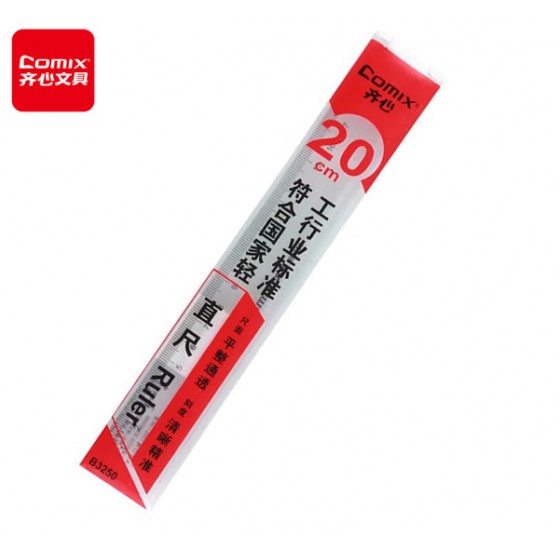 Comix
齐心文具
Comix
齐心
20
cm
符合国家轻
工行业标准
直尺 Ruler
尺面 平整通透 刻度 清晰精准
B3250